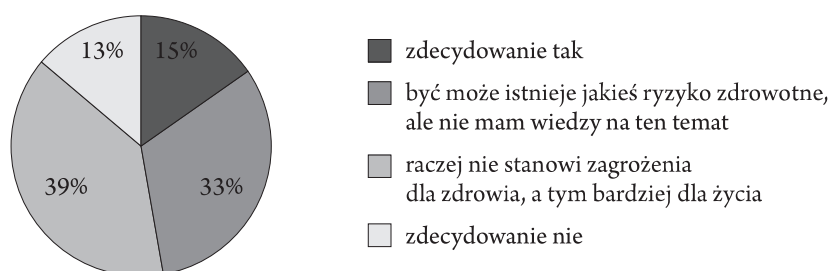 13%
15%
39%
33%
zdecydowanie tak
być może istnieje jakieś ryzyko zdrowotne,
ale nie mam wiedzy na ten temat
raczej nie stanowi zagrożenia
dla zdrowia, a tym bardziej dla życia
zdecydowanie nie